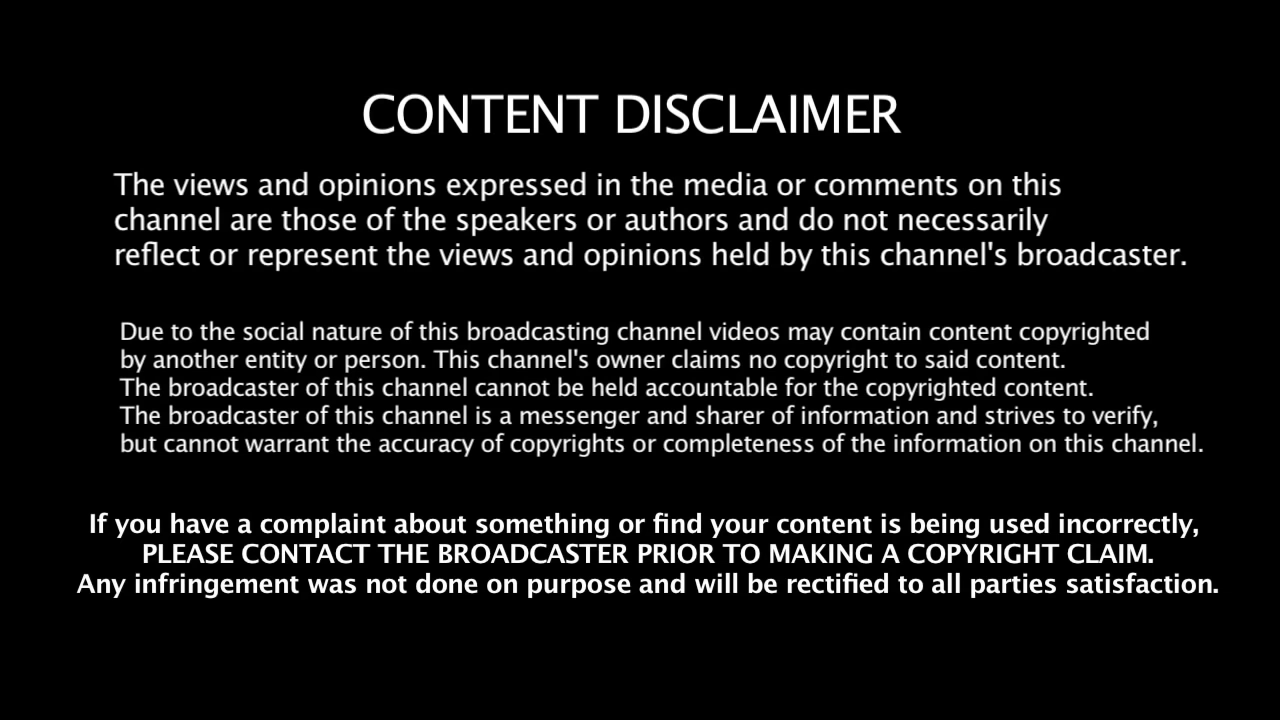 CONTENT DISCLAIMER
The views and opinions expressed in the media or comments on this
channel are those of the speakers or authors and do not necessarily
reflect or represent the views and opinions held by this channel's broadcaster.
Due to the social nature of this broadcasting channel videos may contain content copyrighted
by another entity or person. This channel's owner claims no copyright to said content.
The broadcaster of this channel cannot be held accountable for the copyrighted content.
The broadcaster of this channel is a messenger and sharer of information and strives to verify,
but cannot warrant the accuracy of copyrights or completeness of the information on this channel.
If you have a complaint about something or find your content is being used incorrectly,
PLEASE CONTACT THE BROADCASTER PRIOR TO MAKING A COPYRIGHT CLAIM.
Any infringement was not done on purpose and will be rectified to all parties satisfaction.